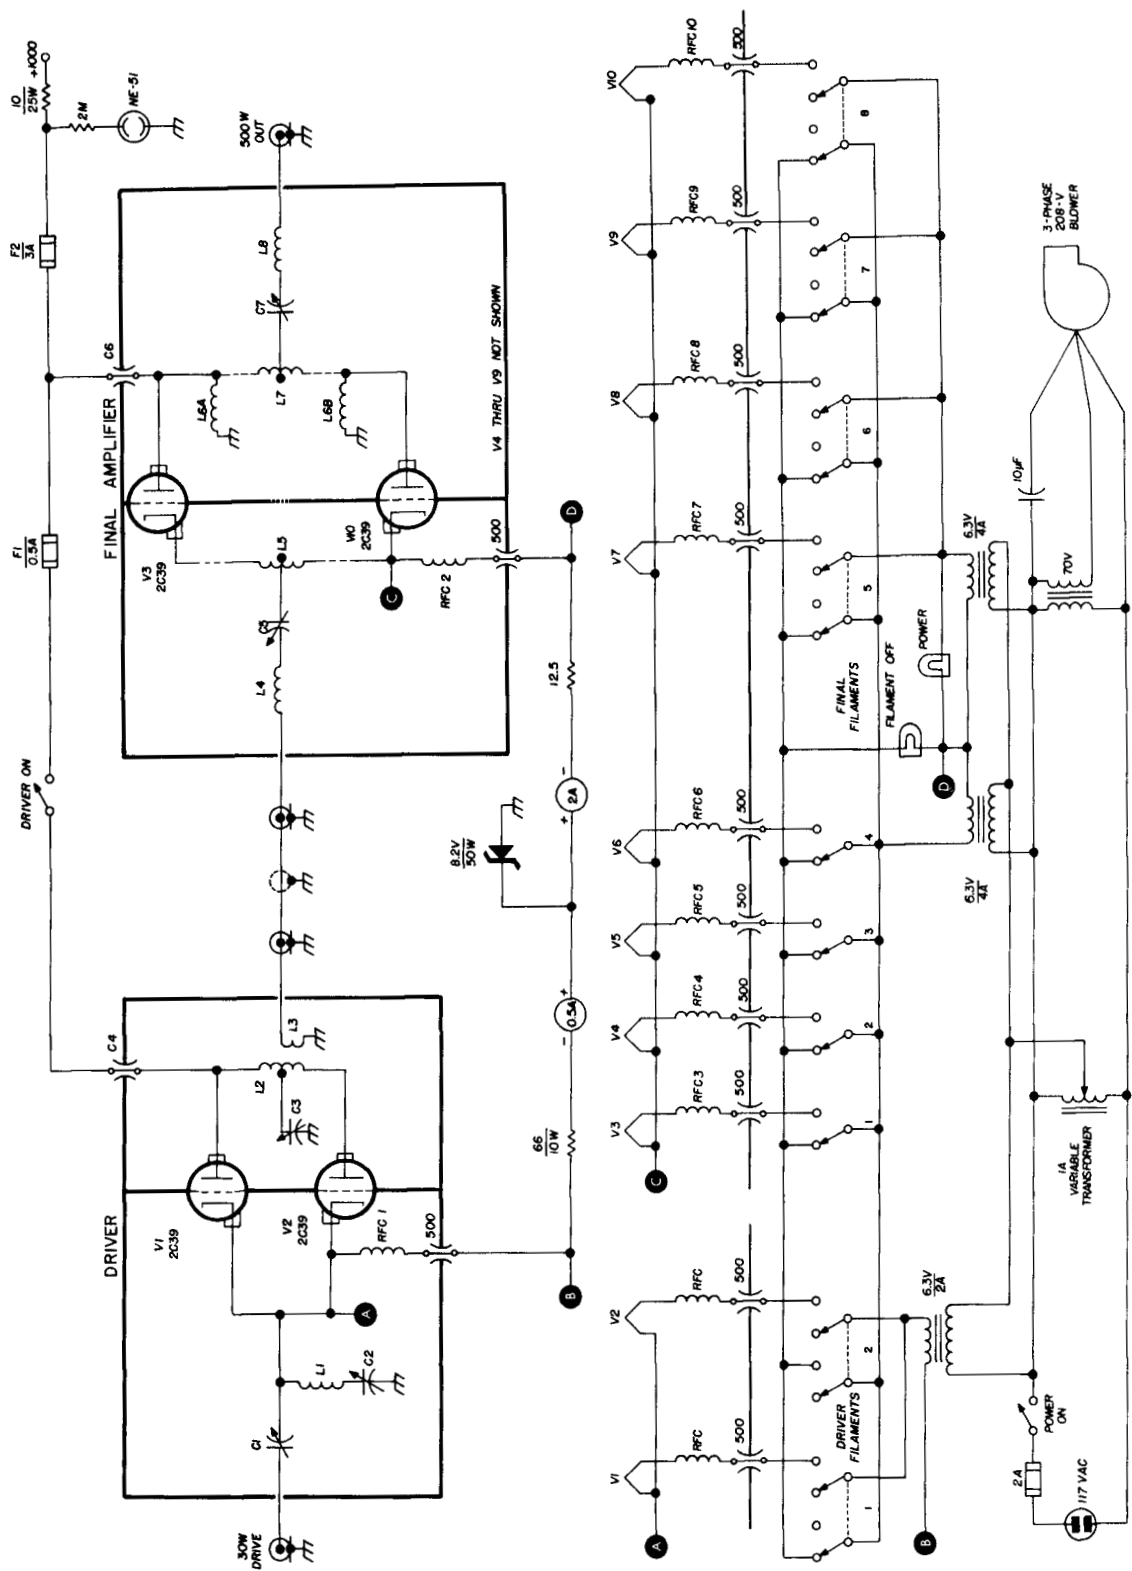 10
25W
+1000
2M
NE-51
F2
3A
F1
0.5A
DRIVER ON
FINAL AMPLIFIER
C6
500W
OUT
V3
2C39
L6A
L7
L6B
C7
L8
V4 THRU V9 NOT SHOWN
L4
C5
L5
C
RFC 2
2C39
500
D
DRIVER
C4
V1
2C39
V2
2C39
L2
L3
C3
30W
DRIVE
C1
L1
C2
A
RFC 1
500
B
66
10W
0.5A
-
+
8.2V
50W
+
2A
-
12.5
A
V1
V2
C
V3
V4
V5
V6
V7
V8
V9
V10
RFC
RFC
RFC3
RFC4
RFC5
RFC6
RFC7
RFC8
RFC9
RFC10
500
500
500
500
500
500
500
500
500
500
DRIVER
FILAMENTS
1
2
1
2
3
4
FINAL
FILAMENTS
5
6
7
8
FILAMENT OFF
POWER
B
6.3V
2A
D
6.3V
4A
6.3V
4A
2A
117 VAC
POWER
ON
1A
VARIABLE
TRANSFORMER
70V
10µF
3-PHASE
208-V
BLOWER